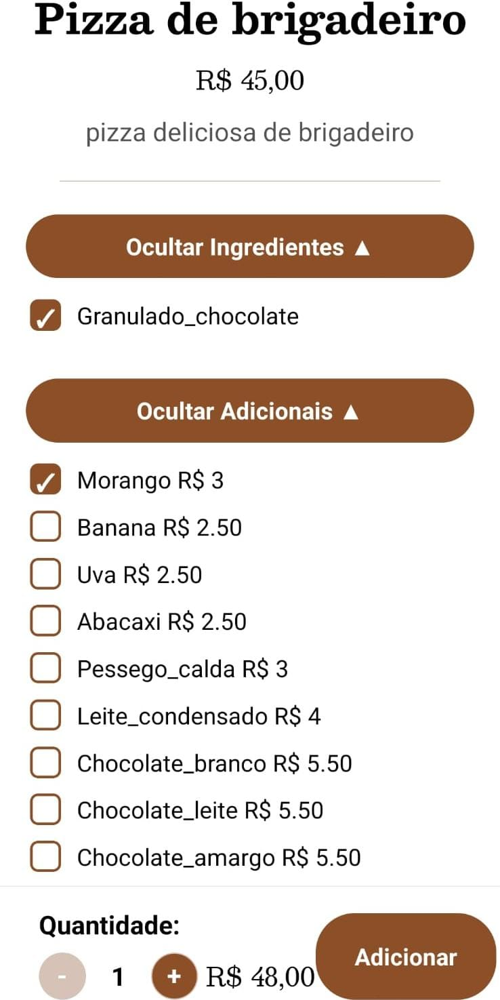 Pizza de brigadeiro
R$ 45,00
pizza deliciosa de brigadeiro
Ocultar Ingredientes ▲
Granulado_chocolate
Ocultar Adicionais ▲
Morango R$ 3
Banana R$ 2.50
Uva R$ 2.50
Abacaxi R$ 2.50
Pessego_calda R$ 3
Leite_condensado R$ 4
Chocolate_branco R$ 5.50
Chocolate_leite R$ 5.50
Chocolate_amargo R$ 5.50
Quantidade:
- 1 + R$ 48,00
Adicionar